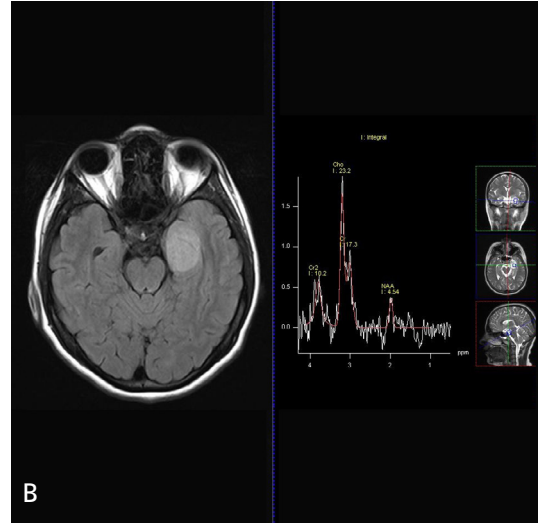 I : Integral
Cho
I : 23.2
Cr
17.3
Cr2
I : 10.2
NAA
I : 4.54
1.5
1.0
0.5
0.0
4 3 2 1
ppm
B